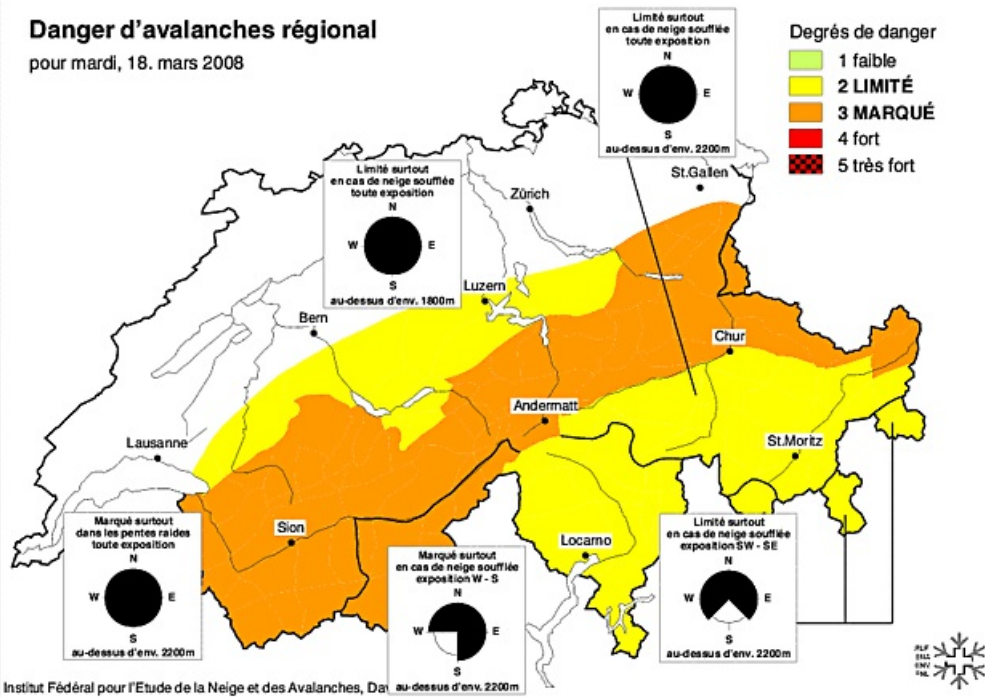 Danger d'avalanches régional
pour mardi, 18. mars 2008
Limité surtout
en cas de neige soufflée
toute exposition
N
W E
S
au-dessus d'env. 2200m
Degrés de danger
1 faible
2 LIMITÉ
3 MARQUÉ
4 fort
5 très fort
Limité surtout
en cas de neige soufflée
toute exposition
N
W E
S
au-dessus d'env. 1800m
St.Gallen
Zürich
Luzern
Bern
Chur
Andermatt
Lausanne
St.Moritz
Sion
Locarno
Marqué surtout
dans les pentes raides
toute exposition
N
W E
S
au-dessus d'env. 2200m
Marqué surtout
en cas de neige soufflée
exposition W - S
N
W E
S
au-dessus d'env. 2200m
Limité surtout
en cas de neige soufflée
exposition SW - SE
N
W E
S
au-dessus d'env. 2200m
Institut Fédéral pour l'Etude de la Neige et des Avalanches, Dav